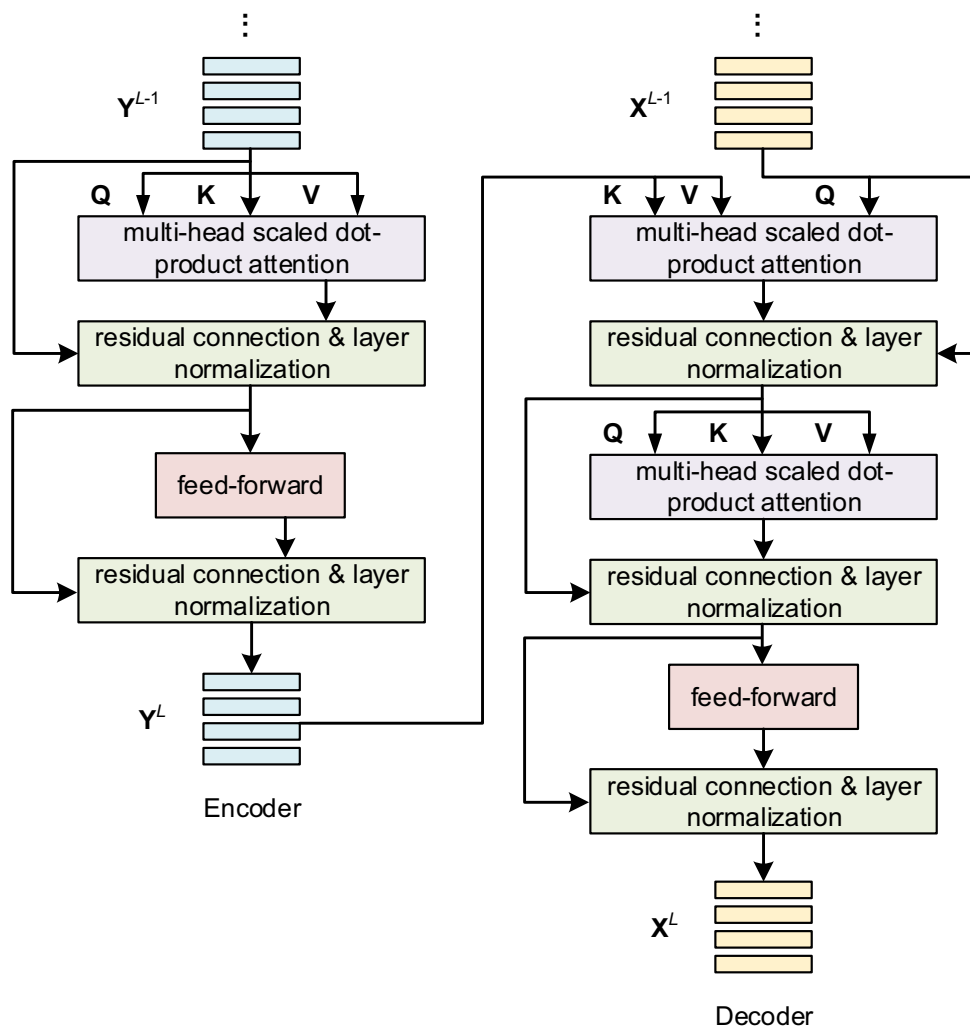 ⋮
Y^{L-1}
Q K V
multi-head scaled dot-
product attention
residual connection & layer
normalization
feed-forward
residual connection & layer
normalization
Y^L
Encoder
⋮
X^{L-1}
K V Q
multi-head scaled dot-
product attention
residual connection & layer
normalization
Q K V
multi-head scaled dot-
product attention
residual connection & layer
normalization
feed-forward
residual connection & layer
normalization
X^L
Decoder